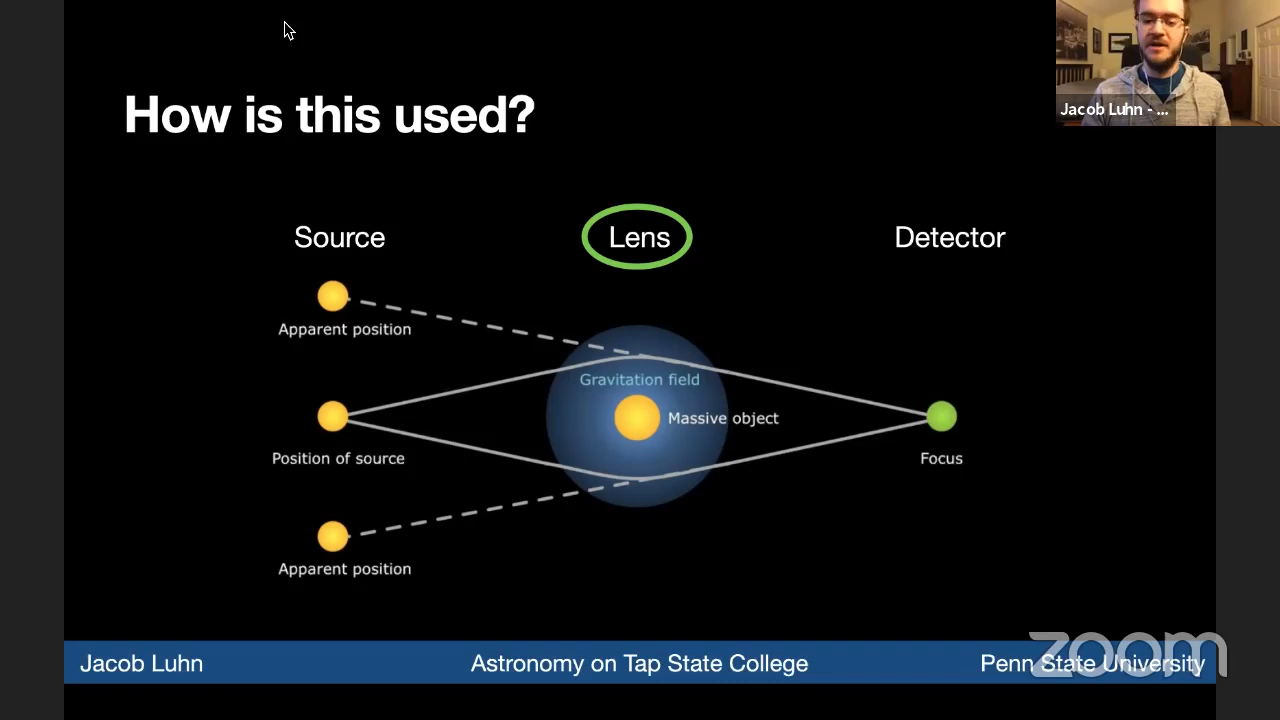 Jacob Luhn - ...
How is this used?
Source
Lens
Detector
Apparent position
Gravitation field
Massive object
Position of source
Focus
Apparent position
zoom
Jacob Luhn
Astronomy on Tap State College
Penn State University